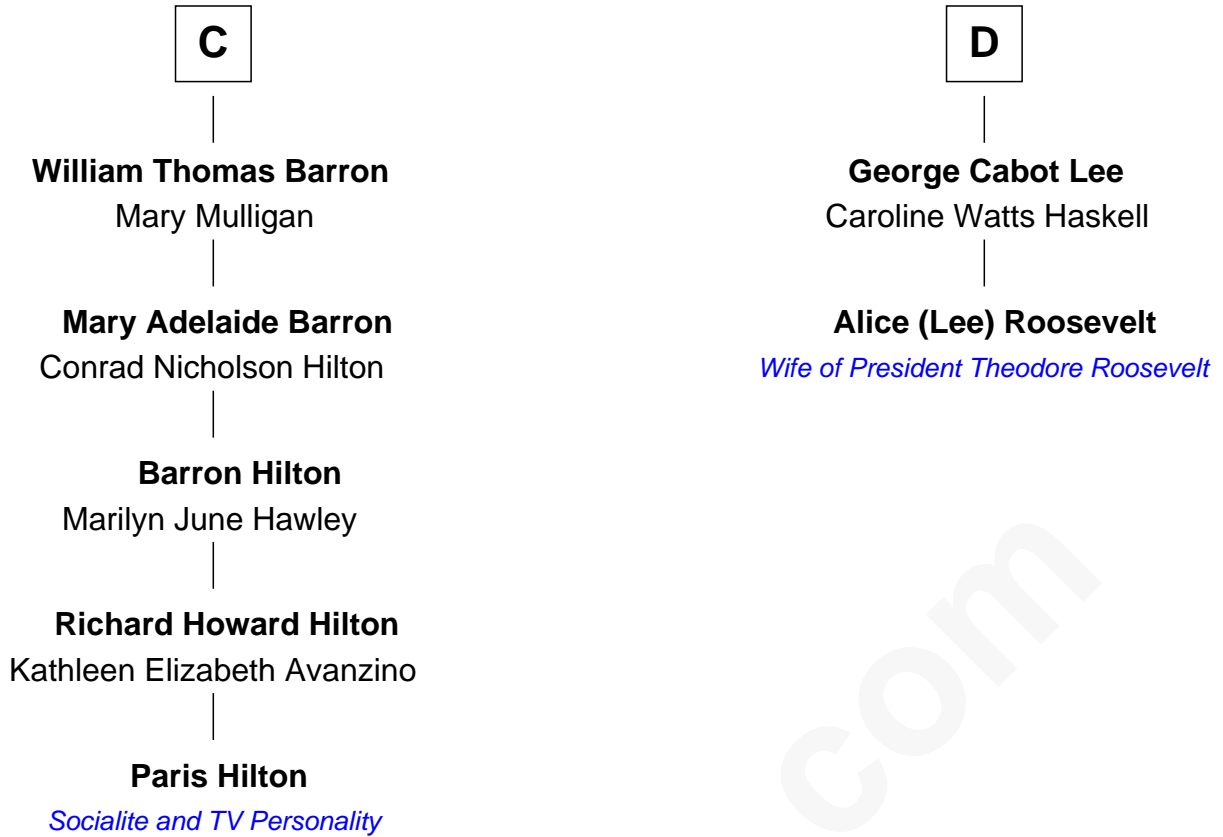 C
William Thomas Barron
Mary Mulligan
Mary Adelaide Barron
Conrad Nicholson Hilton
Barron Hilton
Marilyn June Hawley
Richard Howard Hilton
Kathleen Elizabeth Avanzino
Paris Hilton
Socialite and TV Personality
D
George Cabot Lee
Caroline Watts Haskell
Alice (Lee) Roosevelt
Wife of President Theodore Roosevelt
com